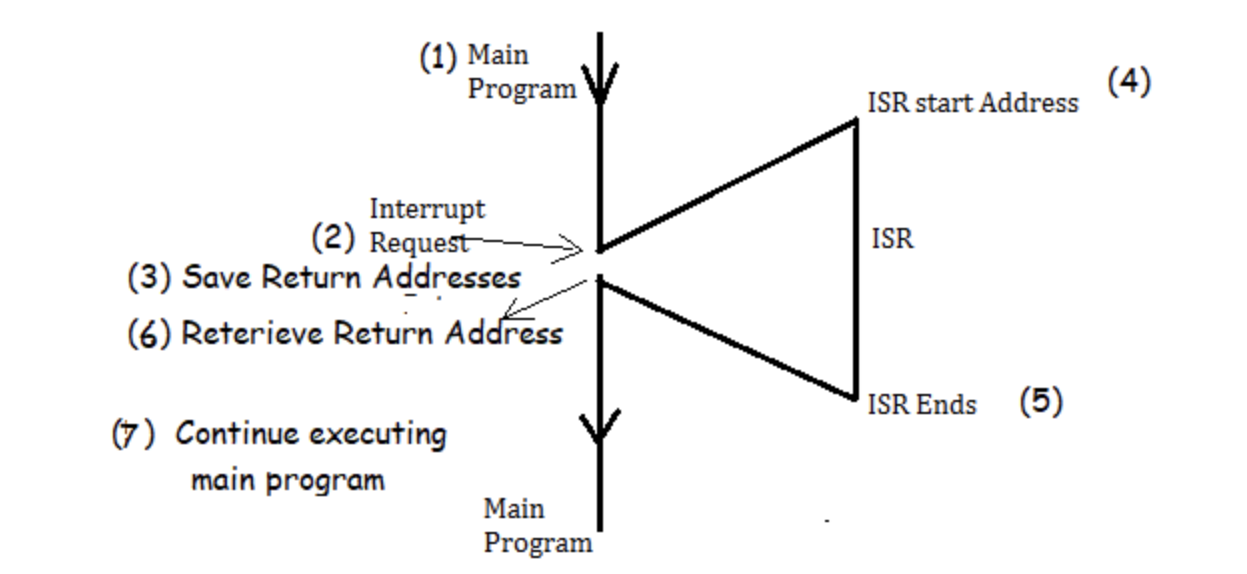 (1) Main
Program
(4)
ISR start Address
Interrupt
(2) Request
ISR
(3) Save Return Addresses
(6) Reterieve Return Address
ISR Ends (5)
(7) Continue executing
main program
Main
Program